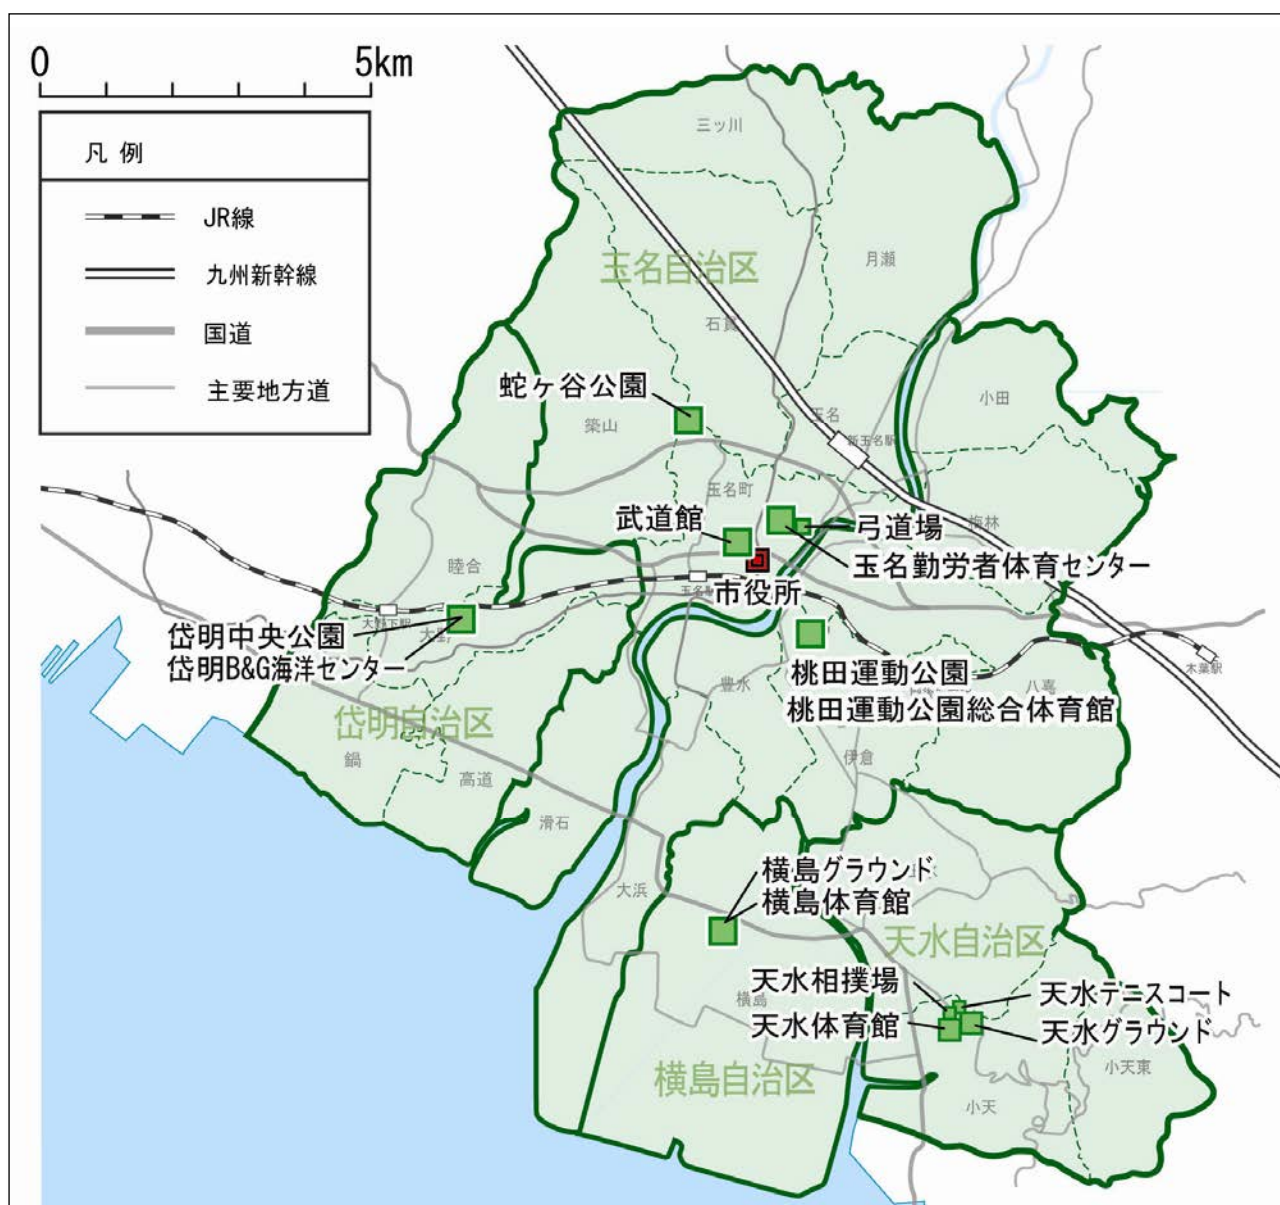 0 5km
凡 例
JR線
九州新幹線
国道
主要地方道
三ッ川
玉名自治区
月瀬
石貫
小田
蛇ヶ谷公園
築山
玉名
新玉名駅
玉名町
梅林
武道館
弓道場
玉名勤労者体育センター
睦合
市役所
岱明中央公園
岱明B&G海洋センター
桃田運動公園
桃田運動公園総合体育館
木葉駅
豊水
八嘉
岱明自治区
鍋
高道
伊倉
滑石
大浜
横島グラウンド
横島体育館
天水自治区
天水相撲場
天水テニスコート
天水体育館
天水グラウンド
横島
横島自治区
小天
小天東